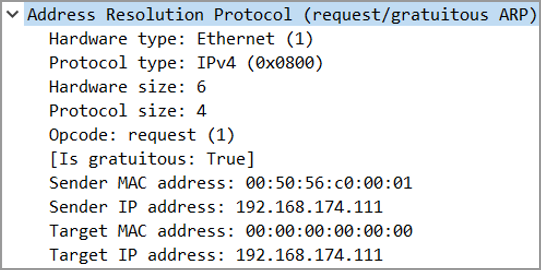 Address Resolution Protocol (request/gratuitous ARP)
Hardware type: Ethernet (1)
Protocol type: IPv4 (0x0800)
Hardware size: 6
Protocol size: 4
Opcode: request (1)
[Is gratuitous: True]
Sender MAC address: 00:50:56:c0:00:01
Sender IP address: 192.168.174.111
Target MAC address: 00:00:00:00:00:00
Target IP address: 192.168.174.111